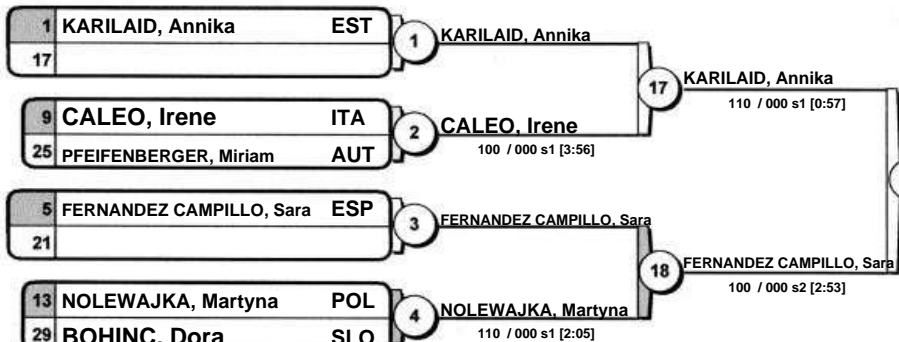 1 KARILAID, Annika EST
17
1
KARILAID, Annika
9 CALEO, Irene ITA
25 PFEIFENBERGER, Miriam AUT
2
CALEO, Irene
100 / 000 s1 [3:56]
17
KARILAID, Annika
110 / 000 s1 [0:57]
5 FERNANDEZ CAMPILLO, Sara ESP
21
3
FERNANDEZ CAMPILLO, Sara
13 NOLEWAJKA, Martyna POL
29 BOHINC, Dora SLO
4
NOLEWAJKA, Martyna
110 / 000 s1 [2:05]
18
FERNANDEZ CAMPILLO, Sara
100 / 000 s2 [2:53]